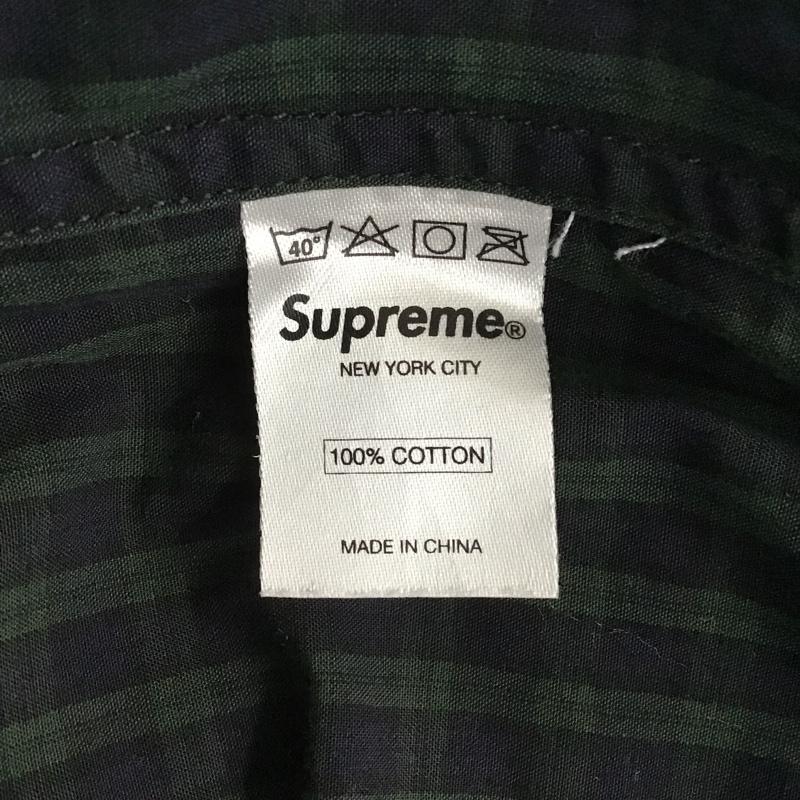 40°
Supreme®
NEW YORK CITY
100% COTTON
MADE IN CHINA